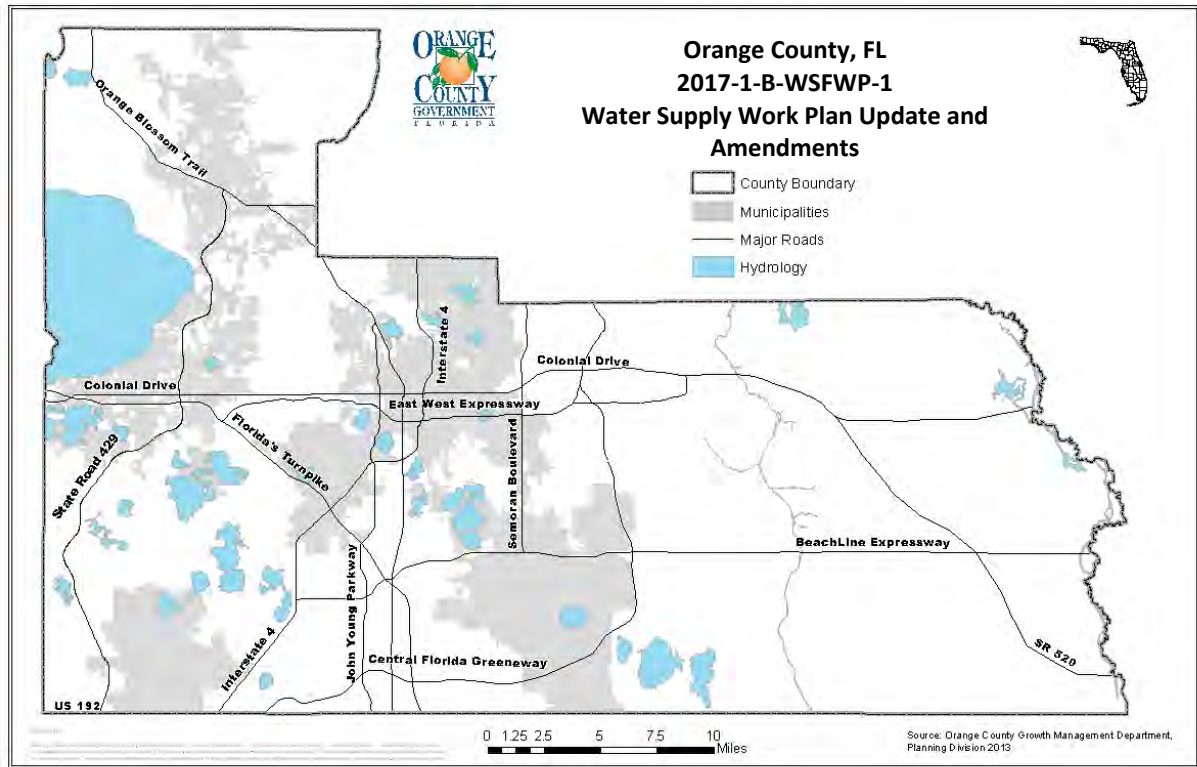 ORANGE
COUNTY
GOVERNMENT
FLORIDA
Orange County, FL
2017-1-B-WSFWP-1
Water Supply Work Plan Update and
Amendments
County Boundary
Municipalities
Major Roads
Hydrology
Orange Blossom Trail
Interstate 4
Colonial Drive
Colonial Drive
East West Expressway
Florida's Turnpike
State Road 429
Semoran Boulevard
BeachLine Expressway
John Young Parkway
Interstate 4
Central Florida Greeneway
SR 520
US 192
0 1.25 2.5 5 7.5 10
Miles
Source: Orange County Growth Management Department,
Planning Division 2013